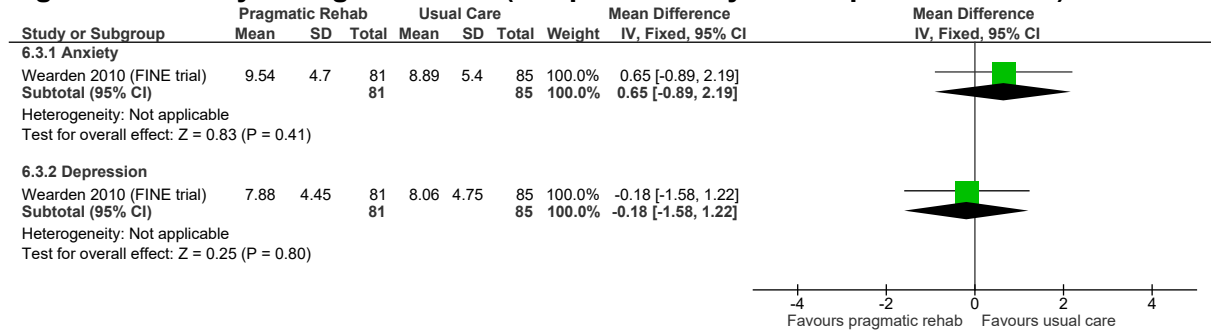 Pragmatic Rehab Usual Care Mean Difference Mean Difference
Study or Subgroup Mean SD Total Mean SD Total Weight IV, Fixed, 95% CI IV, Fixed, 95% CI
6.3.1 Anxiety
Wearden 2010 (FINE trial) 9.54 4.7 81 8.89 5.4 85 100.0% 0.65 [-0.89, 2.19]
Subtotal (95% CI) 81 85 100.0% 0.65 [-0.89, 2.19]
Heterogeneity: Not applicable
Test for overall effect: Z = 0.83 (P = 0.41)
6.3.2 Depression
Wearden 2010 (FINE trial) 7.88 4.45 81 8.06 4.75 85 100.0% -0.18 [-1.58, 1.22]
Subtotal (95% CI) 81 85 100.0% -0.18 [-1.58, 1.22]
Heterogeneity: Not applicable
Test for overall effect: Z = 0.25 (P = 0.80)
-4 -2 0 2 4
Favours pragmatic rehab Favours usual care